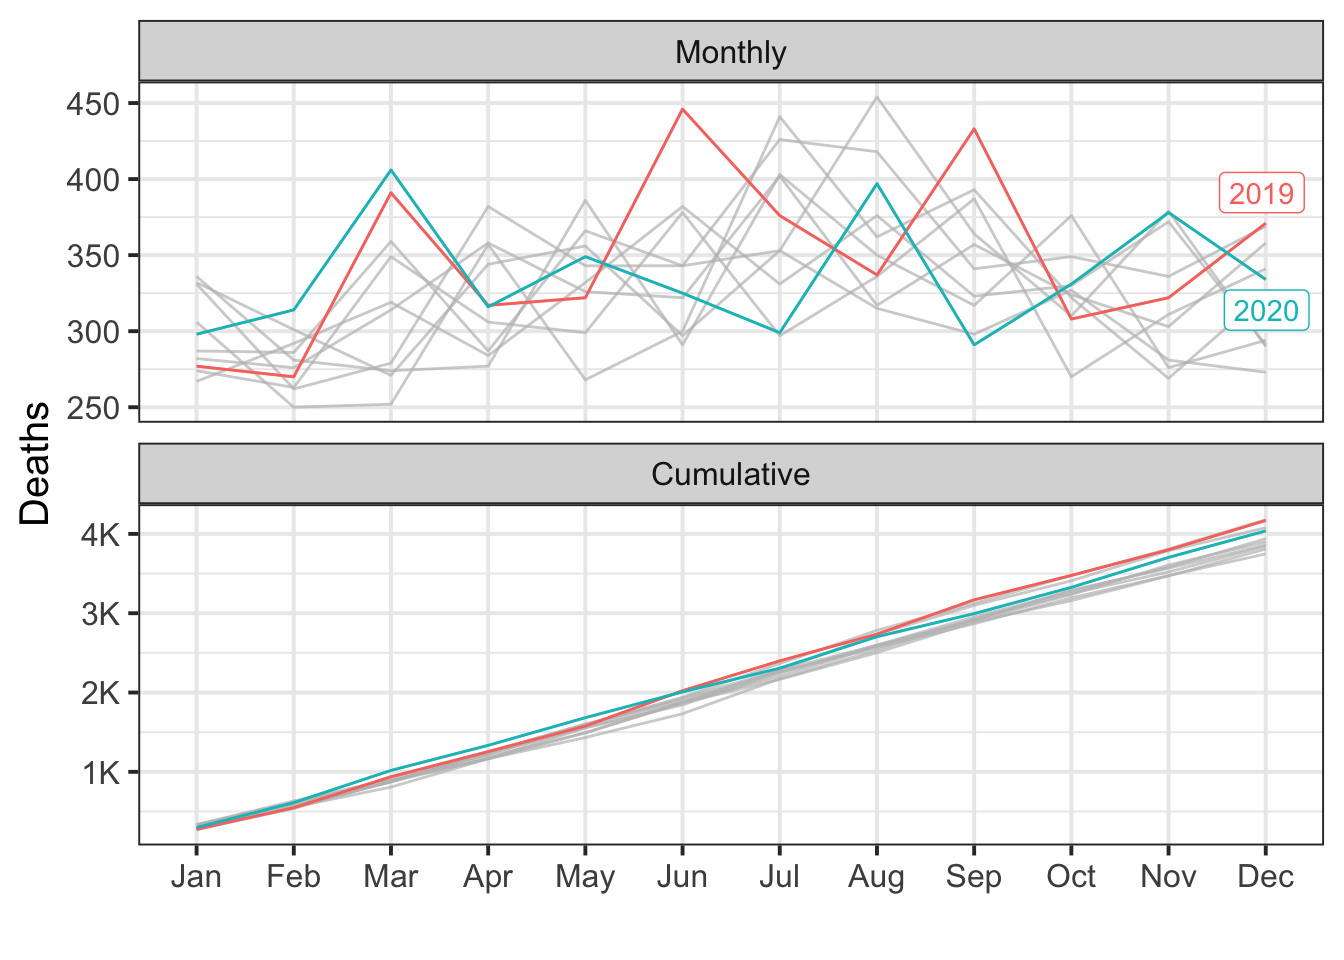 Monthly
450
400
350
300
250
2019
2020
Deaths
Cumulative
4K
3K
2K
1K
Jan Feb Mar Apr May Jun Jul Aug Sep Oct Nov Dec